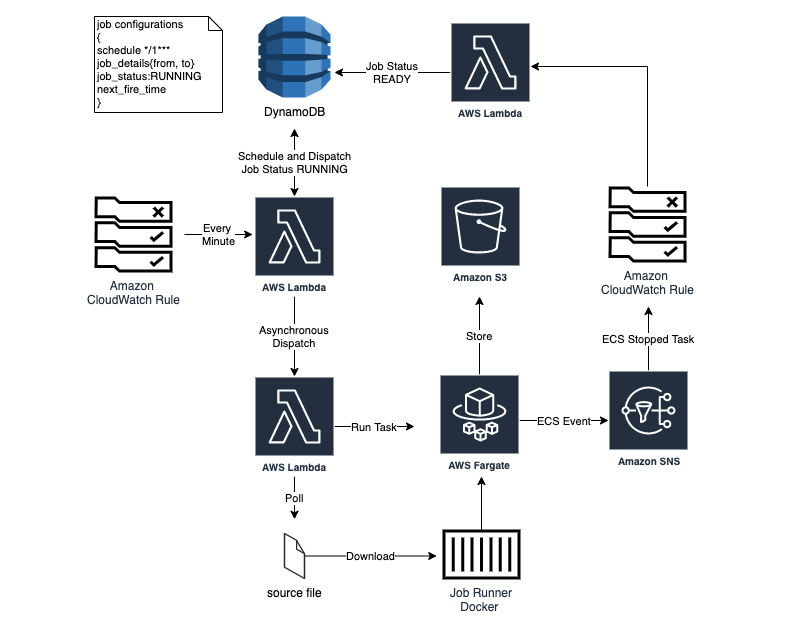 job configurations
{
schedule */1***
job_details{from, to}
job_status:RUNNING
next_fire_time
}
DynamoDB
Job Status
READY
AWS Lambda
Schedule and Dispatch
Job Status RUNNING
Amazon
CloudWatch Rule
Every
Minute
AWS Lambda
Amazon S3
Amazon
CloudWatch Rule
Asynchronous
Dispatch
Store
ECS Stopped Task
AWS Lambda
Run Task
AWS Fargate
ECS Event
Amazon SNS
Poll
source file
Download
Job Runner
Docker